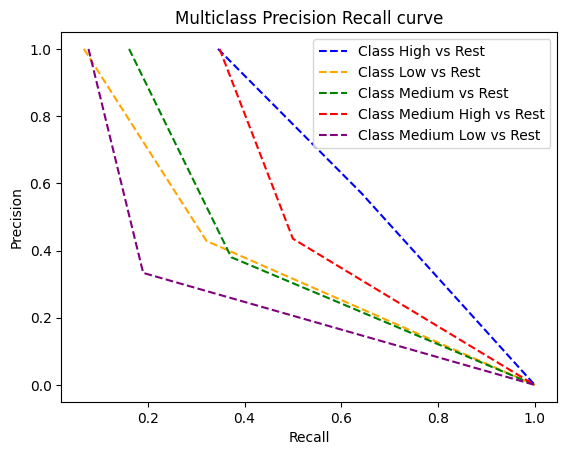 Multiclass Precision Recall curve
Class High vs Rest
Class Low vs Rest
Class Medium vs Rest
Class Medium High vs Rest
Class Medium Low vs Rest
Precision
1.0
0.8
0.6
0.4
0.2
0.0
0.2 0.4 0.6 0.8 1.0
Recall